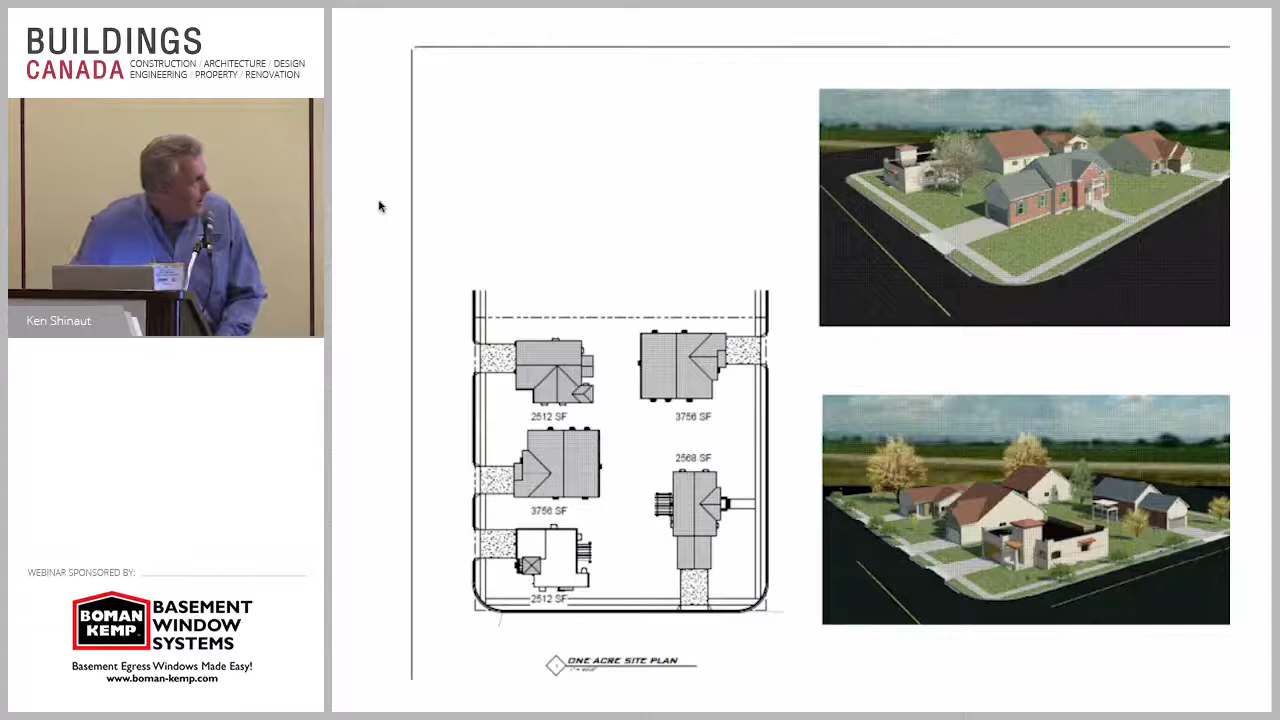 BUILDINGS
CANADA
CONSTRUCTION / ARCHITECTURE / DESIGN
ENGINEERING / PROPERTY / RENOVATION
Ken Shinaut
WEBINAR SPONSORED BY:
BOMAN
KEMP
BASEMENT
WINDOW
SYSTEMS
Basement Egress Windows Made Easy!
www.boman-kemp.com
2512 SF
3756 SF
2568 SF
3756 SF
2512 SF
ONE ACRE SITE PLAN